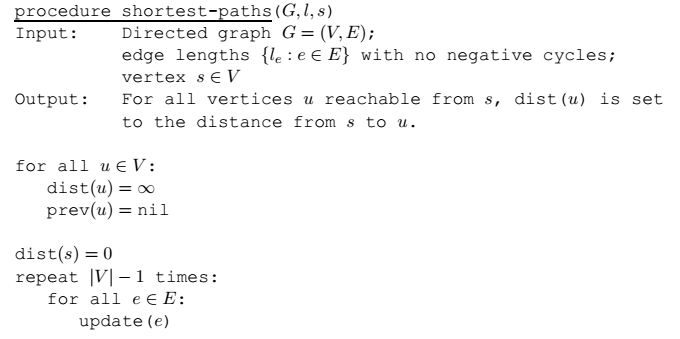 procedure shortest-paths(G, l, s)
Input: Directed graph G = (V, E);
edge lengths {lₑ : e ∈ E} with no negative cycles;
vertex s ∈ V
Output: For all vertices u reachable from s, dist(u) is set
to the distance from s to u.
for all u ∈ V:
dist(u) = ∞
prev(u) = nil
dist(s) = 0
repeat |V| − 1 times:
for all e ∈ E:
update(e)